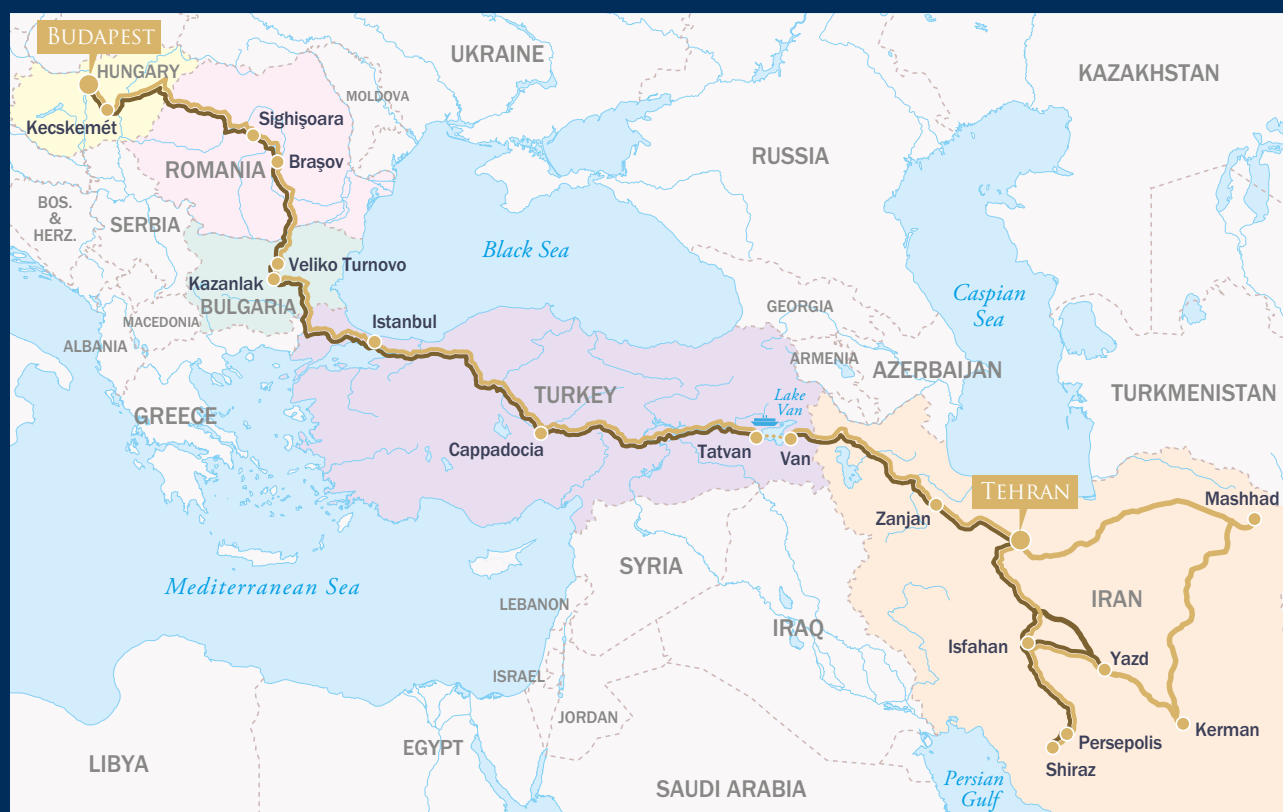 BUDAPEST
HUNGARY
Kecskemét
UKRAINE
KAZAKHSTAN
MOLDOVA
Sighişoara
Braşov
ROMANIA
RUSSIA
BOS.
&
HERZ.
SERBIA
Black Sea
Veliko Turnovo
Kazanlak
BULGARIA
Caspian
Sea
GEORGIA
MACEDONIA
Istanbul
ALBANIA
ARMENIA
AZERBAIJAN
TURKMENISTAN
GREECE
TURKEY
Lake
Van
Cappadocia
Tatvan
Van
TEHRAN
Mashhad
Zanjan
SYRIA
Mediterranean Sea
LEBANON
IRAN
IRAQ
Isfahan
Yazd
ISRAEL
JORDAN
Kerman
Persepolis
Shiraz
EGYPT
LIBYA
SAUDI ARABIA
Persian
Gulf